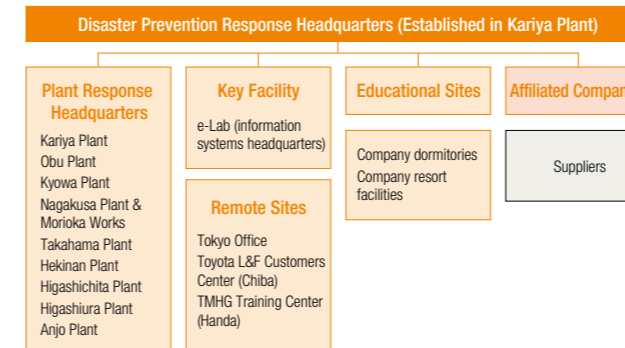 Disaster Prevention Response Headquarters (Established in Kariya Plant)
Plant Response
Headquarters
Kariya Plant
Obu Plant
Kyowa Plant
Nagakusa Plant &
Morioka Works
Takahama Plant
Hekinan Plant
Higashichita Plant
Higashiura Plant
Anjo Plant
Key Facility
e-Lab (information
systems headquarters)
Remote Sites
Tokyo Office
Toyota L&F Customers
Center (Chiba)
TMHG Training Center
(Handa)
Educational Sites
Company dormitories
Company resort
facilities
Affiliated
Suppliers